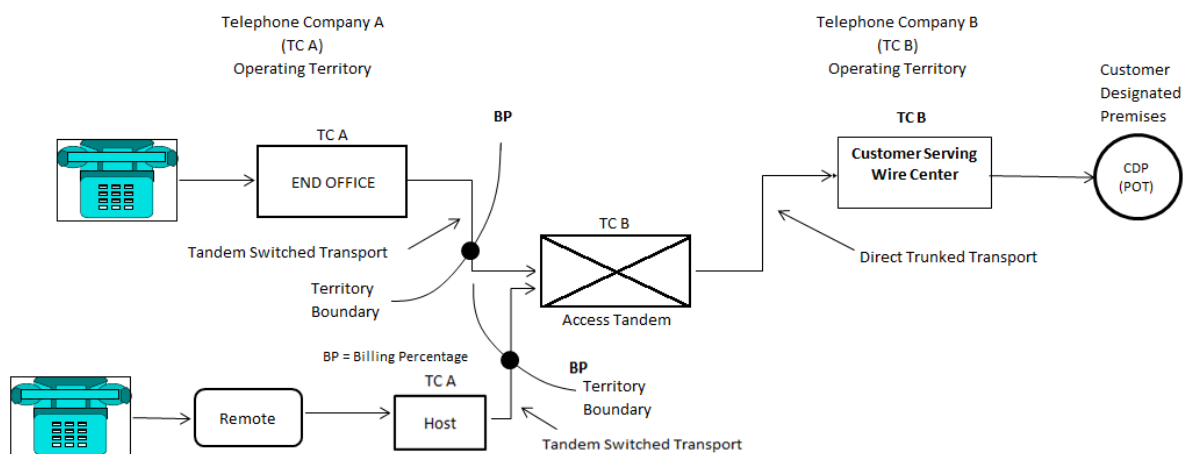 Telephone Company A
(TC A)
Operating Territory
Telephone Company B
(TC B)
Operating Territory
Customer
Designated
Premises
BP
TC A
END OFFICE
TC B
Customer Serving
Wire Center
CDP
(POT)
Tandem Switched Transport
TC B
Direct Trunked Transport
Territory
Boundary
Access Tandem
BP = Billing Percentage
BP
TC A
Territory
Boundary
Remote
Host
Tandem Switched Transport